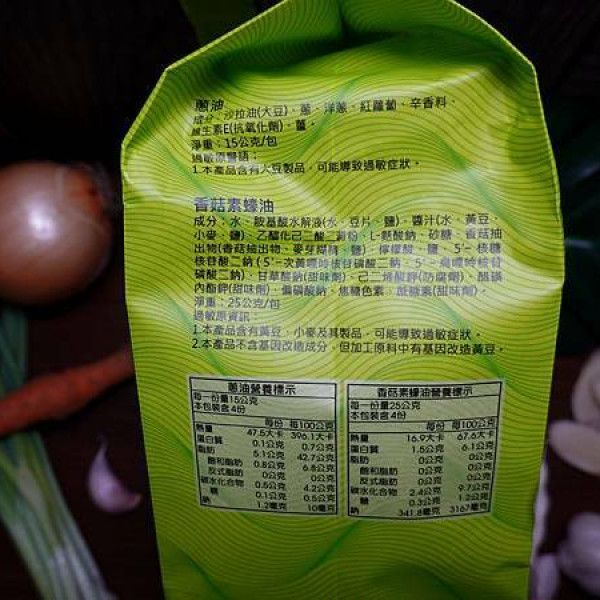 蔥油
成分：沙拉油(大豆)、蔥、洋蔥、紅蘿蔔、辛香料、
維生素E(抗氧化劑)、薑。
淨重：15公克/包
過敏原警語：
1.本產品含有大豆製品，可能導致過敏症狀。
香菇素蠔油
成分：水、胺基酸水解液(水、豆片、鹽)、醬汁(水、黃豆、
小麥、鹽)、乙醯化己二酸二澱粉、L-麩酸鈉、砂糖、香菇抽
出物(香菇抽出物、麥芽糊精、鹽)、檸檬酸、鹽、5'-核糖
核苷酸二鈉(5'-次黃嘌呤核苷磷酸二鈉、5'-鳥嘌呤核苷
磷酸二鈉)、甘草酸鈉(甜味劑)、己二烯酸鉀(防腐劑)、醋磺
內酯鉀(甜味劑)、偏磷酸鈉、焦糖色素、蔗糖素(甜味劑)。
淨重：25公克/包
過敏原資訊：
1.本產品含有黃豆、小麥及其製品，可能導致過敏症狀。
2.本產品不含基因改造成分，但加工原料中有基因改造黃豆。
蔥油營養標示
每一份量15公克
本包裝含4份
每份 每100公克
熱量 47.5大卡 396.1大卡
蛋白質 0.1公克 0.7公克
脂肪 5.1公克 42.7公克
飽和脂肪 0.8公克 6.8公克
反式脂肪 0公克 0公克
碳水化合物 0.5公克 4.2公克
糖 0.1公克 0.5公克
鈉 1.2毫克 10毫克
香菇素蠔油營養標示
每一份量25公克
本包裝含4份
每份 每100公克
熱量 16.9大卡 67.6大卡
蛋白質 1.5公克 6.1公克
脂肪 0公克 0公克
飽和脂肪 0公克 0公克
反式脂肪 0公克 0公克
碳水化合物 2.4公克 9.7公克
糖 0.3公克 1.2公克
鈉 341.8毫克 3167毫克